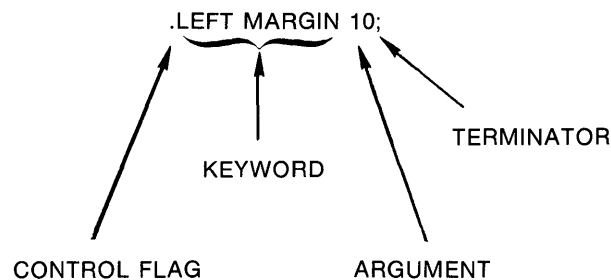 .LEFT MARGIN 10;
TERMINATOR
KEYWORD
CONTROL FLAG ARGUMENT